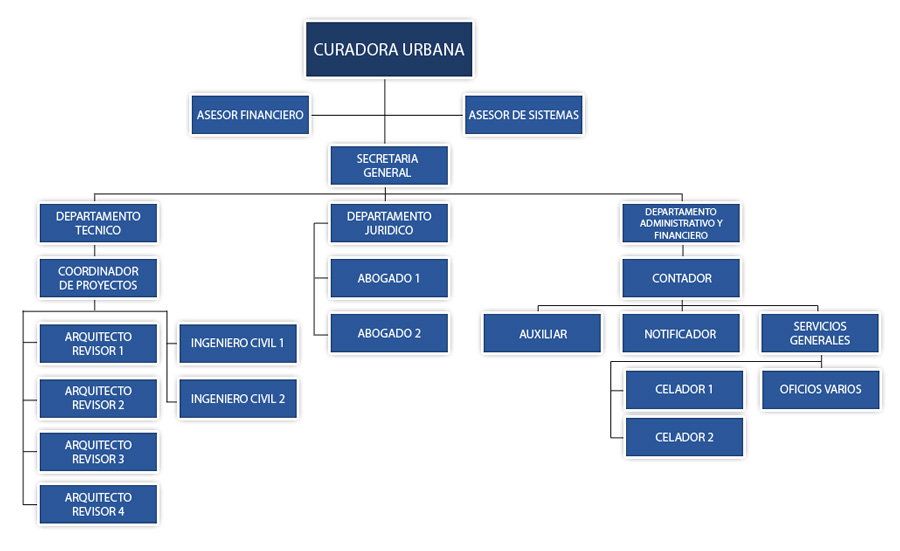 CURADORA URBANA
ASESOR FINANCIERO
ASESOR DE SISTEMAS
SECRETARIA
GENERAL
DEPARTAMENTO
TECNICO
DEPARTAMENTO
JURIDICO
DEPARTAMENTO
ADMINISTRATIVO Y
FINANCIERO
COORDINADOR
DE PROYECTOS
ABOGADO 1
CONTADOR
ARQUITECTO
REVISOR 1
INGENIERO CIVIL 1
ABOGADO 2
AUXILIAR
NOTIFICADOR
SERVICIOS
GENERALES
ARQUITECTO
REVISOR 2
INGENIERO CIVIL 2
CELADOR 1
OFICIOS VARIOS
ARQUITECTO
REVISOR 3
CELADOR 2
ARQUITECTO
REVISOR 4